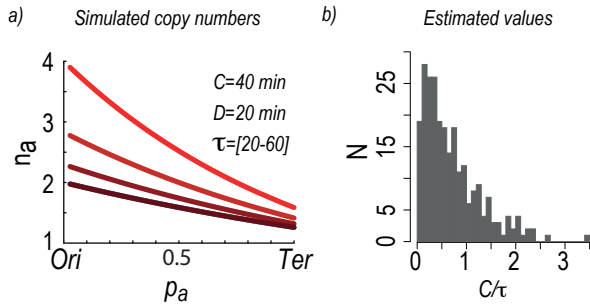 a) Simulated copy numbers
4
3
2
1
n_a
C=40 min
D=20 min
τ=[20-60]
Ori 0.5 Ter
p_a
b) Estimated values
25
15
5
0
N
0 1 2 3
C/τ